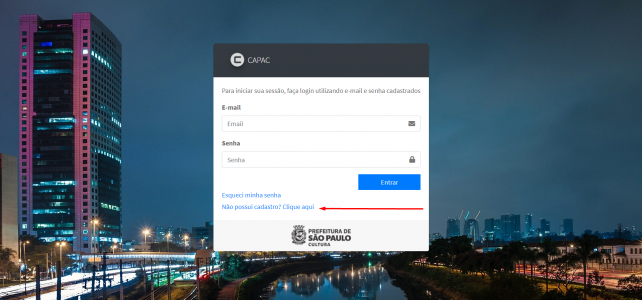 CAPAC
Para iniciar sua sessão, faça login utilizando e-mail e senha cadastrados
E-mail
Email
Senha
Senha
Entrar
Esqueci minha senha
Não possui cadastro? Clique aqui
PREFEITURA DE
SÃO PAULO
CULTURA